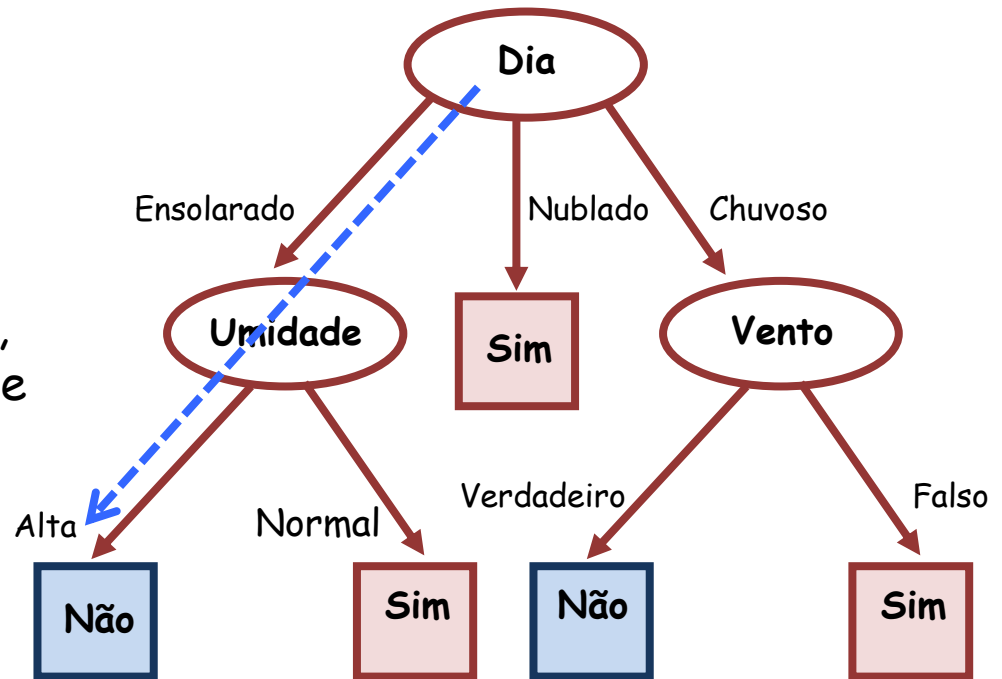 Dia
Ensolarado
Nublado
Chuvoso
,
e
Umidade
Sim
Vento
Alta
Normal
Verdadeiro
Falso
Não
Sim
Não
Sim